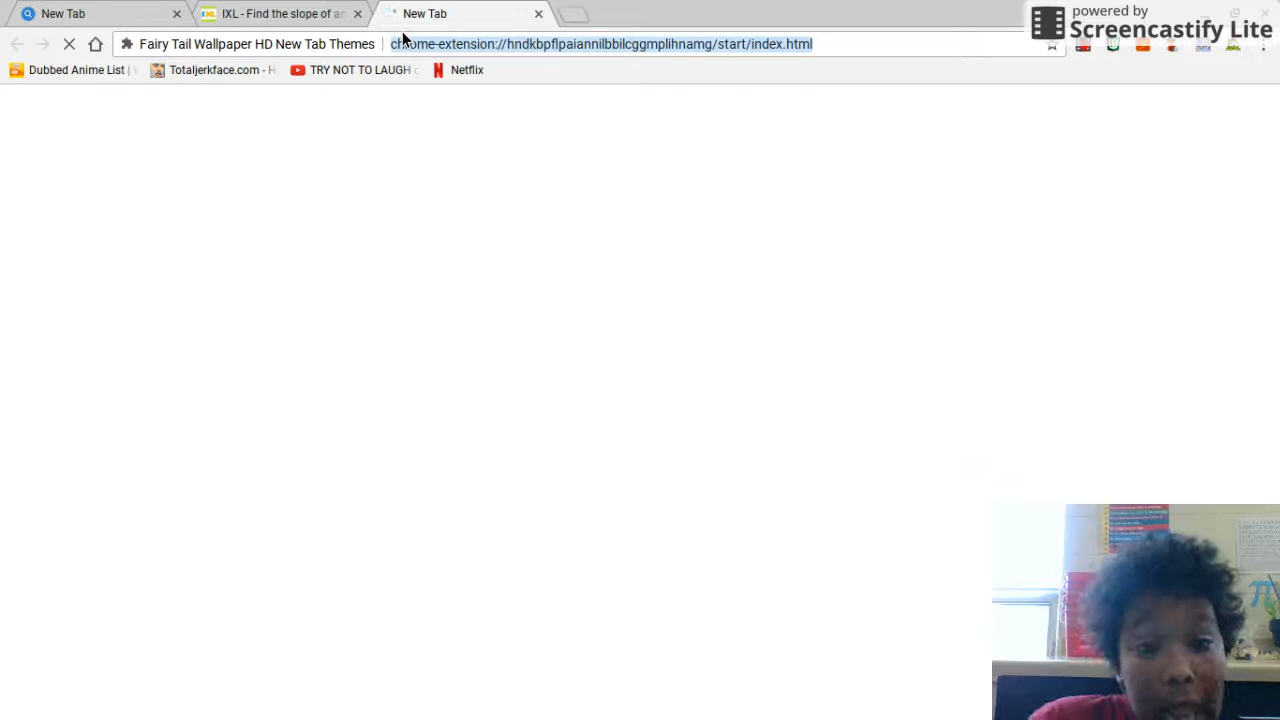 New Tab
IXL - Find the slope of a
New Tab
powered by
Screencastify Lite
Fairy Tail Wallpaper HD New Tab Themes
chrome-extension://hndkbpflpaiannilbbilcggmplihnamg/start/index.html
Dubbed Anime List |
Totaljerkface.com - H
TRY NOT TO LAUGH
Netflix